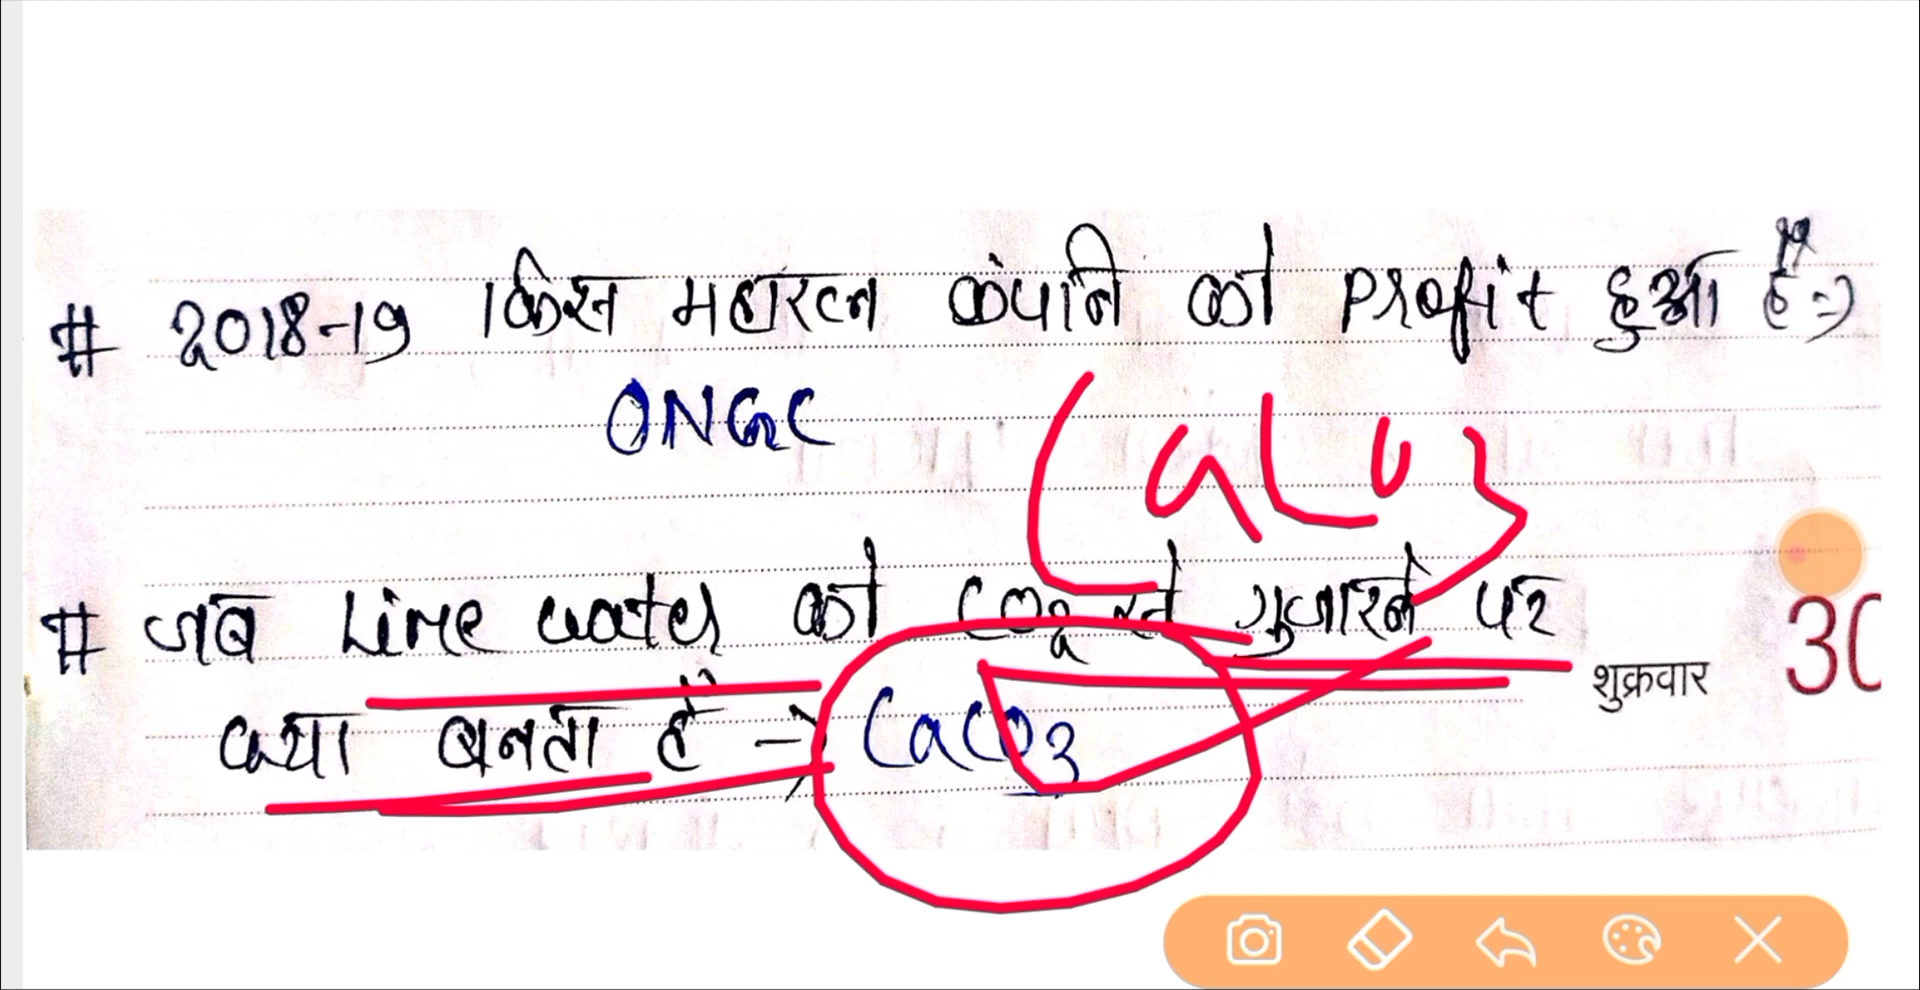 # 2018-19 किस महारत्न कंपनि को Profit हुआ है :-)
ONGC
CaCO3
# जब Lime water को CO2 से गुजारने पर
क्या बनता है -> CaCO3
शुक्रवार 30